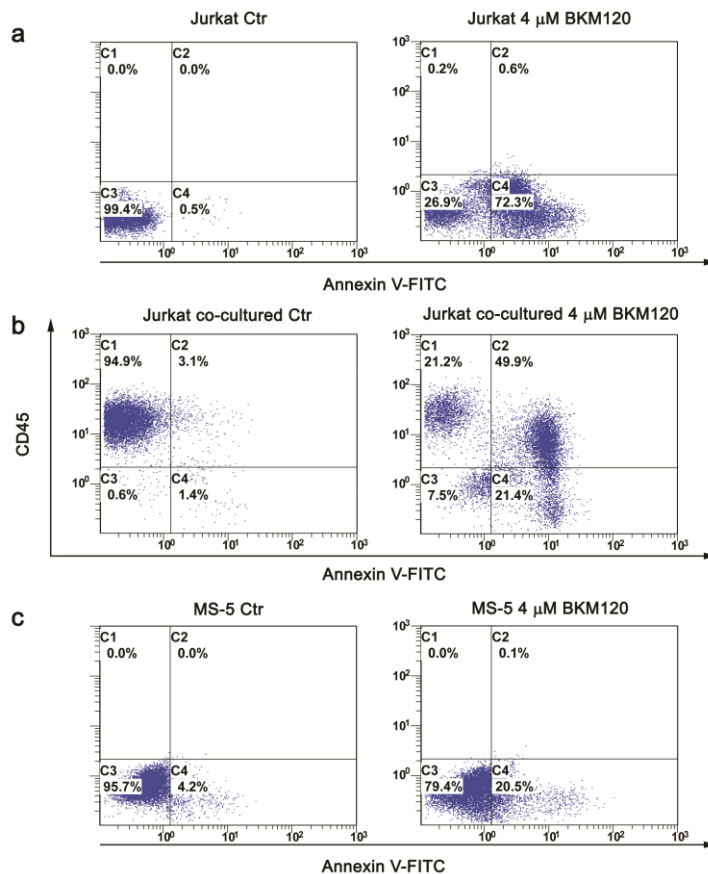 a
Jurkat Ctr
Jurkat 4 μM BKM120
C1
0.0%
C2
0.0%
C3
99.4%
C4
0.5%
10⁰ 10¹ 10² 10³
10³
10²
10¹
10⁰
C1
0.2%
C2
0.6%
C3
26.9%
C4
72.3%
10⁰ 10¹ 10² 10³
Annexin V-FITC
b
Jurkat co-cultured Ctr
Jurkat co-cultured 4 μM BKM120
CD45
10³
10²
10¹
10⁰
C1
94.9%
C2
3.1%
C3
0.6%
C4
1.4%
10⁰ 10¹ 10² 10³
10³
10²
10¹
10⁰
C1
21.2%
C2
49.9%
C3
7.5%
C4
21.4%
10⁰ 10¹ 10² 10³
Annexin V-FITC
c
MS-5 Ctr
MS-5 4 μM BKM120
C1
0.0%
C2
0.0%
C3
95.7%
C4
4.2%
10⁰ 10¹ 10² 10³
10³
10²
10¹
10⁰
C1
0.0%
C2
0.1%
C3
79.4%
C4
20.5%
10⁰ 10¹ 10² 10³
Annexin V-FITC